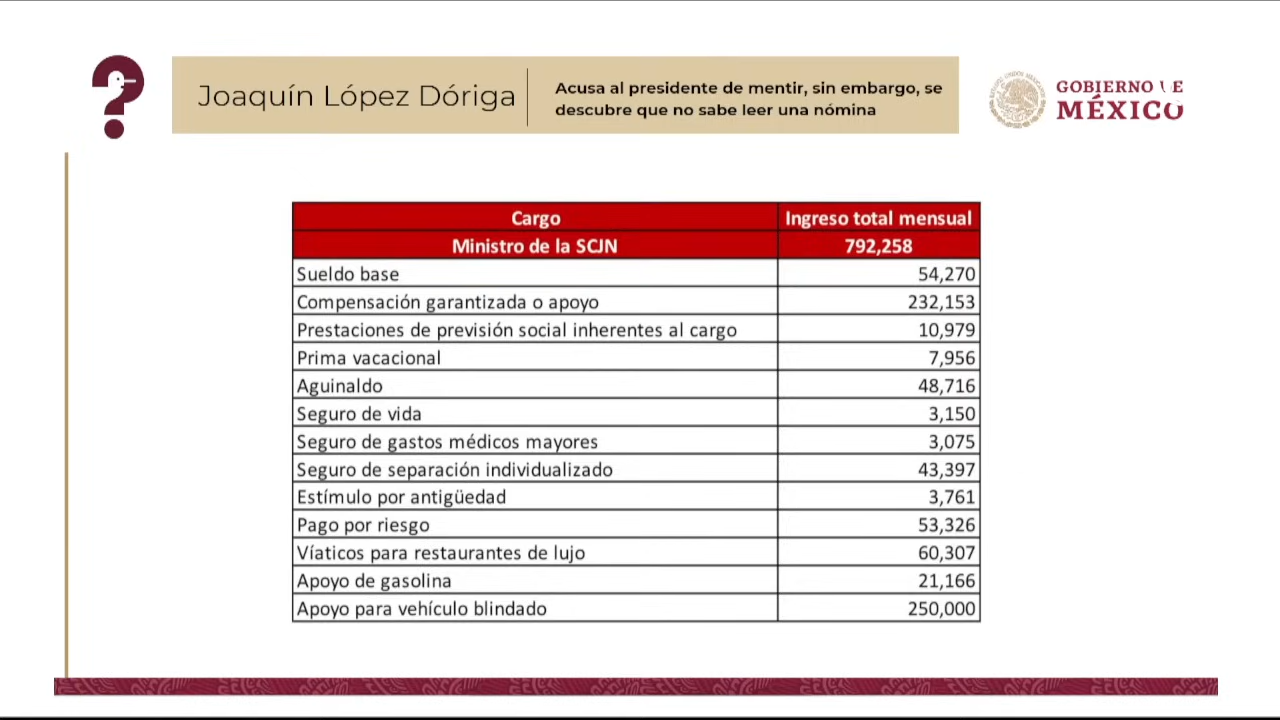 Joaquín López Dóriga
Acusa al presidente de mentir, sin embargo, se
descubre que no sabe leer una nómina
GOBIERNO DE
MÉXICO
Cargo Ingreso total mensual
Ministro de la SCJN 792,258
Sueldo base 54,270
Compensación garantizada o apoyo 232,153
Prestaciones de previsión social inherentes al cargo 10,979
Prima vacacional 7,956
Aguinaldo 48,716
Seguro de vida 3,150
Seguro de gastos médicos mayores 3,075
Seguro de separación individualizado 43,397
Estímulo por antigüedad 3,761
Pago por riesgo 53,326
Víaticos para restaurantes de lujo 60,307
Apoyo de gasolina 21,166
Apoyo para vehículo blindado 250,000